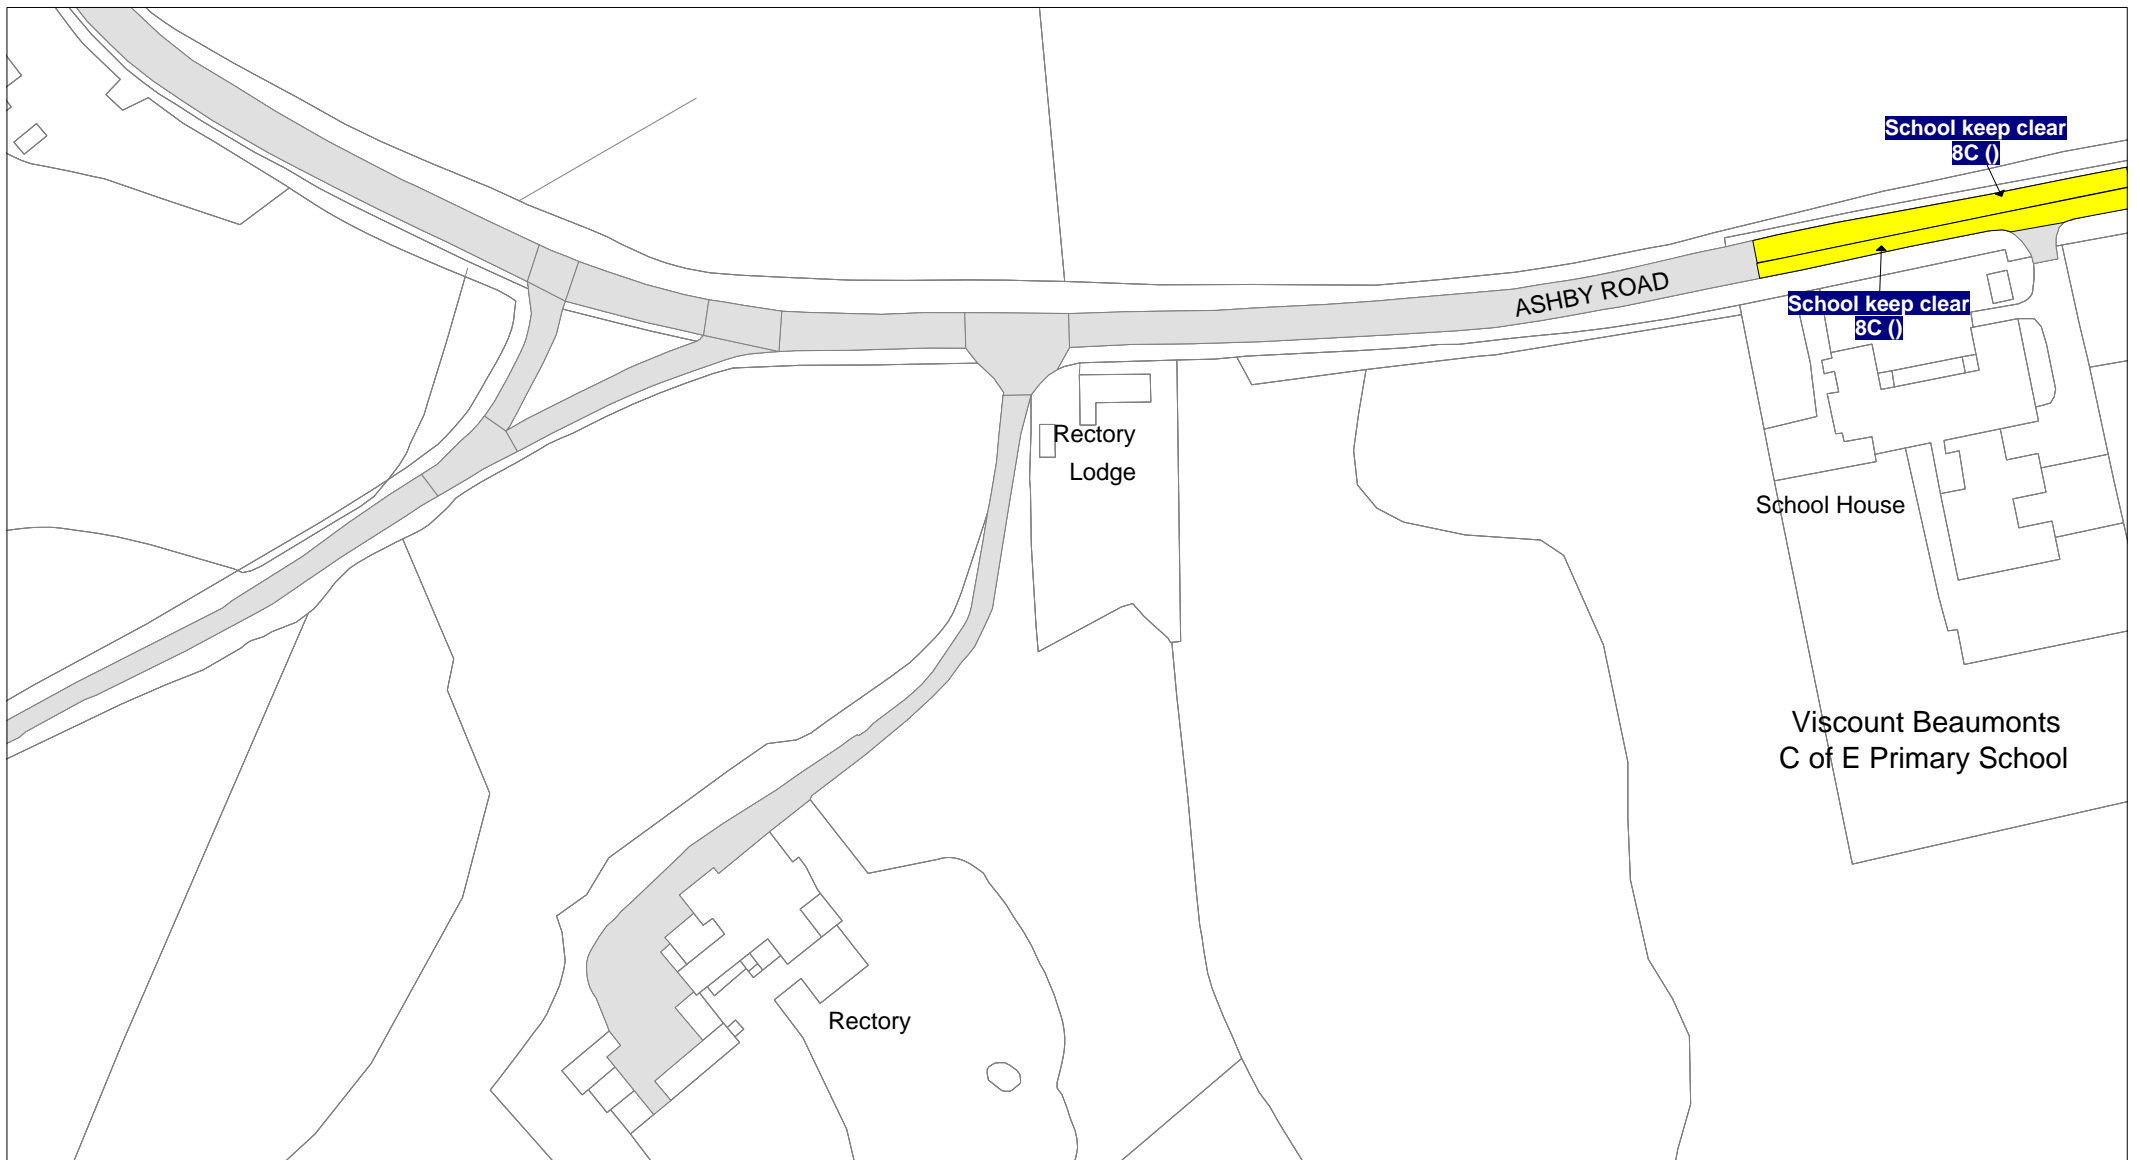 School keep clear
8C ()
ASHBY ROAD
School keep clear
8C ()
Rectory
Lodge
School House
Viscount Beaumonts
C of E Primary School
Rectory